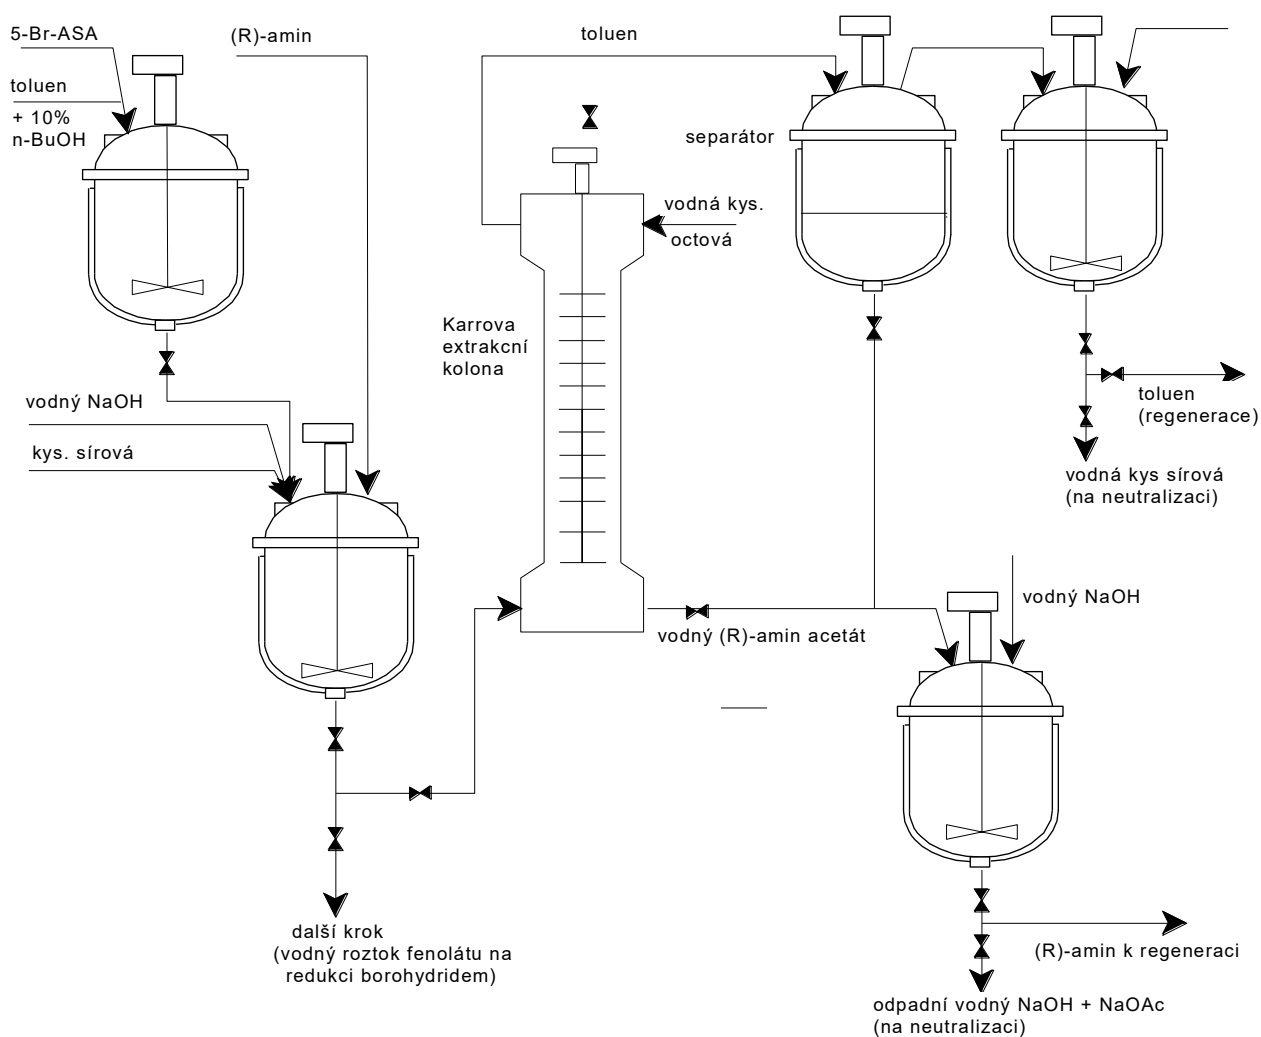 5-Br-ASA
(R)-amin
toluen
toluen
+ 10%
n-BuOH
separátor
vodná kys.
octová
Karrova
extrakcní
kolona
toluen
(regenerace)
vodná kys sírová
(na neutralizaci)
vodný NaOH
kys. sírová
vodný NaOH
vodný (R)-amin acetát
další krok
(vodný roztok fenolátu na
redukci borohydridem)
(R)-amin k regeneraci
odpadní vodný NaOH + NaOAc
(na neutralizaci)